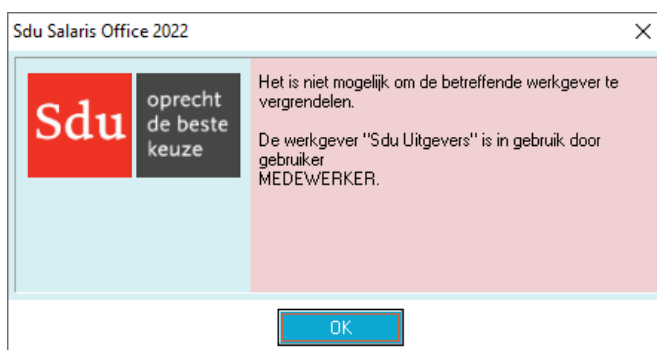 Sdu Salaris Office 2022
Sdu
oprecht
de beste
keuze
Het is niet mogelijk om de betreffende werkgever te
vergrendelen.
De werkgever "Sdu Uitgevers" is in gebruik door
gebruiker
MEDEWERKER.
OK